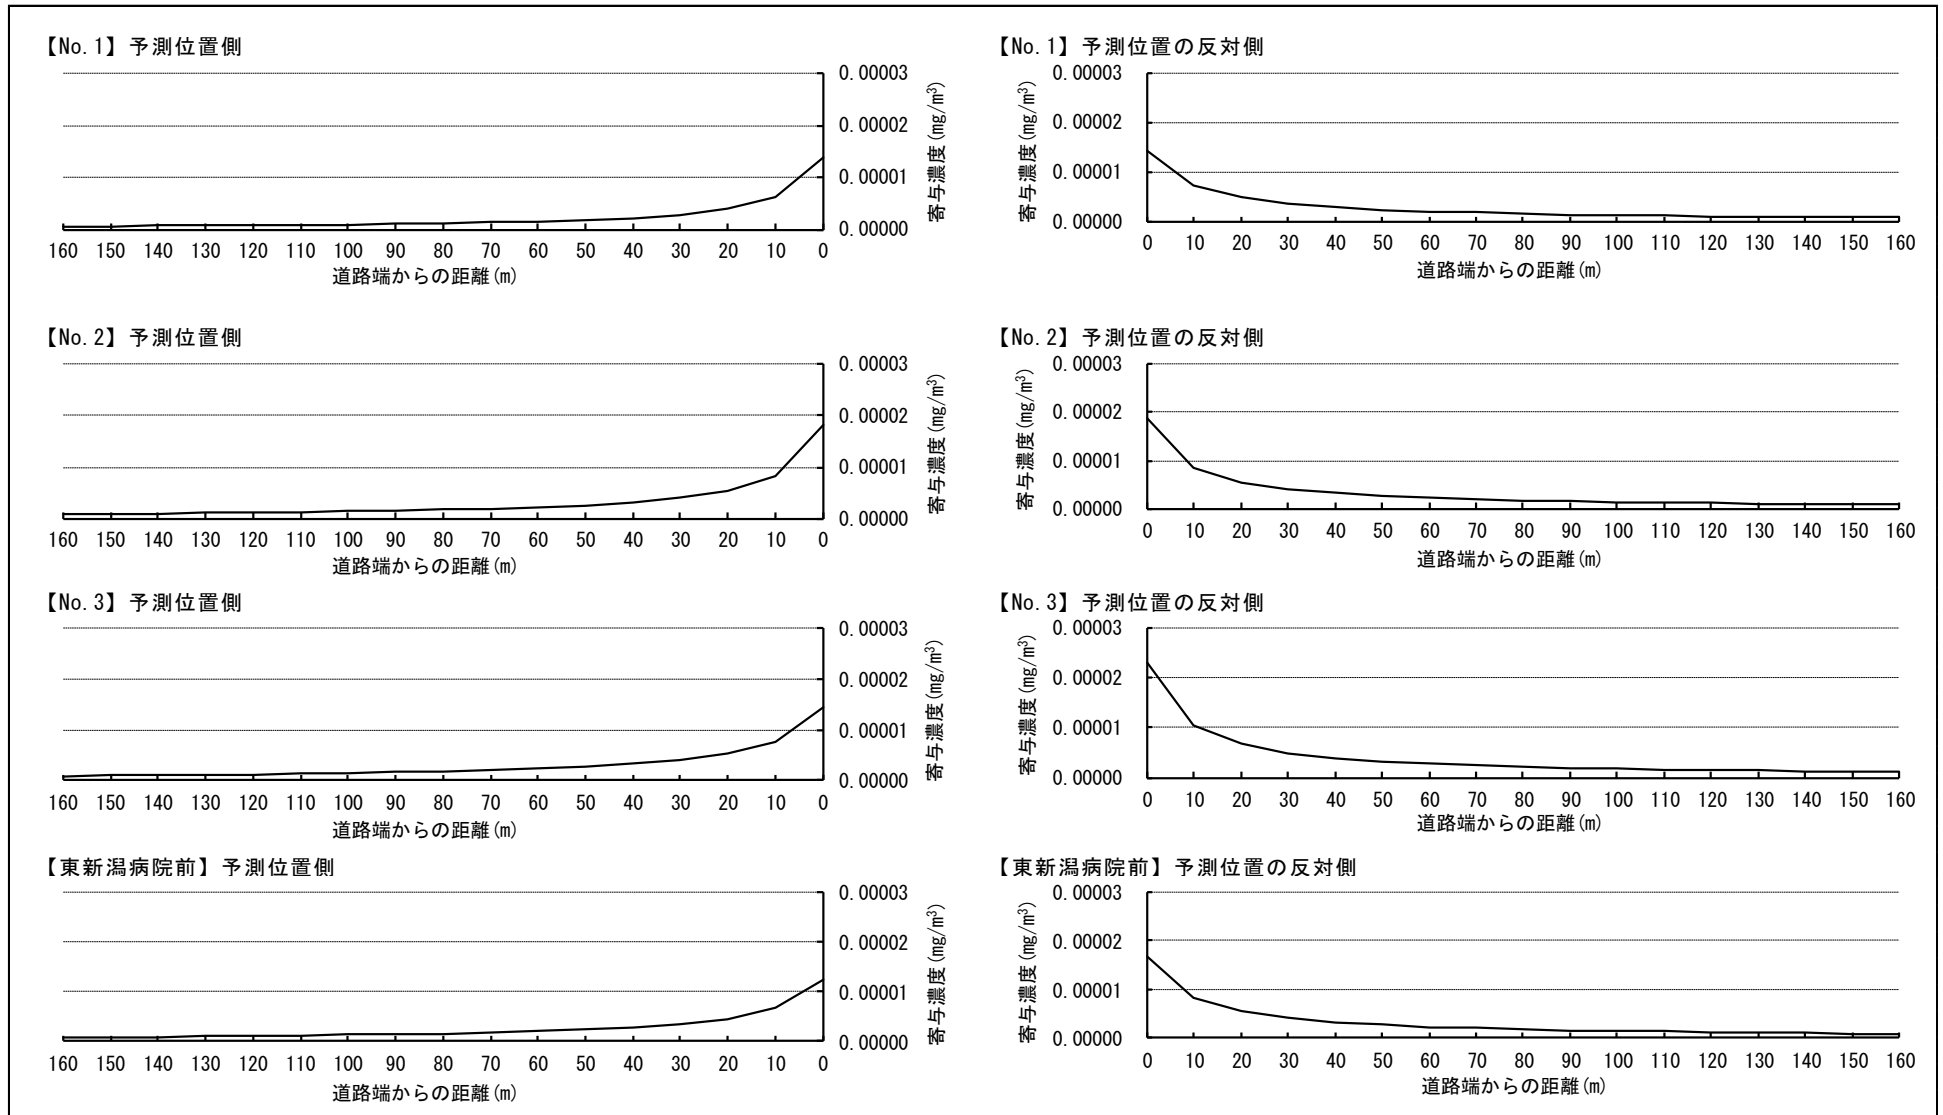 【No.1】予測位置側
0.00003
0.00002
0.00001
0.00000
寄与濃度(mg/m³)
160 150 140 130 120 110 100 90 80 70 60 50 40 30 20 10 0
道路端からの距離(m)
【No.1】予測位置の反対側
0.00003
0.00002
0.00001
0.00000
寄与濃度(mg/m³)
0 10 20 30 40 50 60 70 80 90 100 110 120 130 140 150 160
道路端からの距離(m)
【No.2】予測位置側
0.00003
0.00002
0.00001
0.00000
寄与濃度(mg/m³)
160 150 140 130 120 110 100 90 80 70 60 50 40 30 20 10 0
道路端からの距離(m)
【No.2】予測位置の反対側
0.00003
0.00002
0.00001
0.00000
寄与濃度(mg/m³)
0 10 20 30 40 50 60 70 80 90 100 110 120 130 140 150 160
道路端からの距離(m)
【No.3】予測位置側
0.00003
0.00002
0.00001
0.00000
寄与濃度(mg/m³)
160 150 140 130 120 110 100 90 80 70 60 50 40 30 20 10 0
道路端からの距離(m)
【No.3】予測位置の反対側
0.00003
0.00002
0.00001
0.00000
寄与濃度(mg/m³)
0 10 20 30 40 50 60 70 80 90 100 110 120 130 140 150 160
道路端からの距離(m)
【東新潟病院前】予測位置側
0.00003
0.00002
0.00001
0.00000
寄与濃度(mg/m³)
160 150 140 130 120 110 100 90 80 70 60 50 40 30 20 10 0
道路端からの距離(m)
【東新潟病院前】予測位置の反対側
0.00003
0.00002
0.00001
0.00000
寄与濃度(mg/m³)
0 10 20 30 40 50 60 70 80 90 100 110 120 130 140 150 160
道路端からの距離(m)